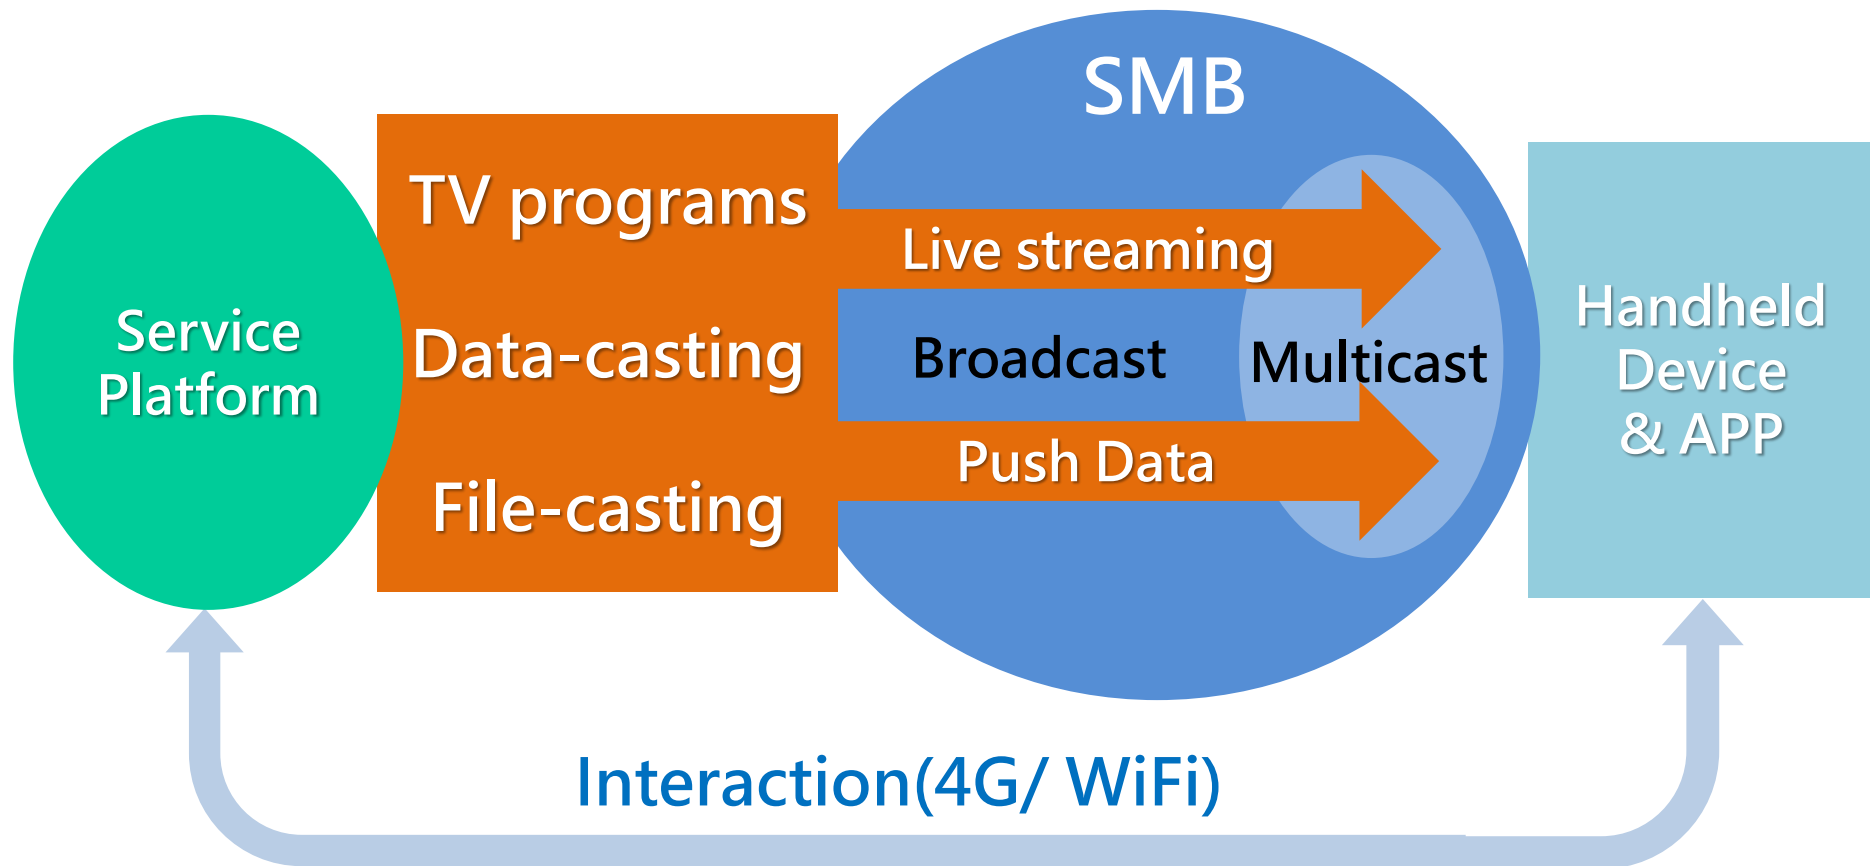 SMB
Service
Platform
TV programs
Data-casting
File-casting
Live streaming
Broadcast
Multicast
Push Data
Handheld
Device
& APP
Interaction(4G/ WiFi)